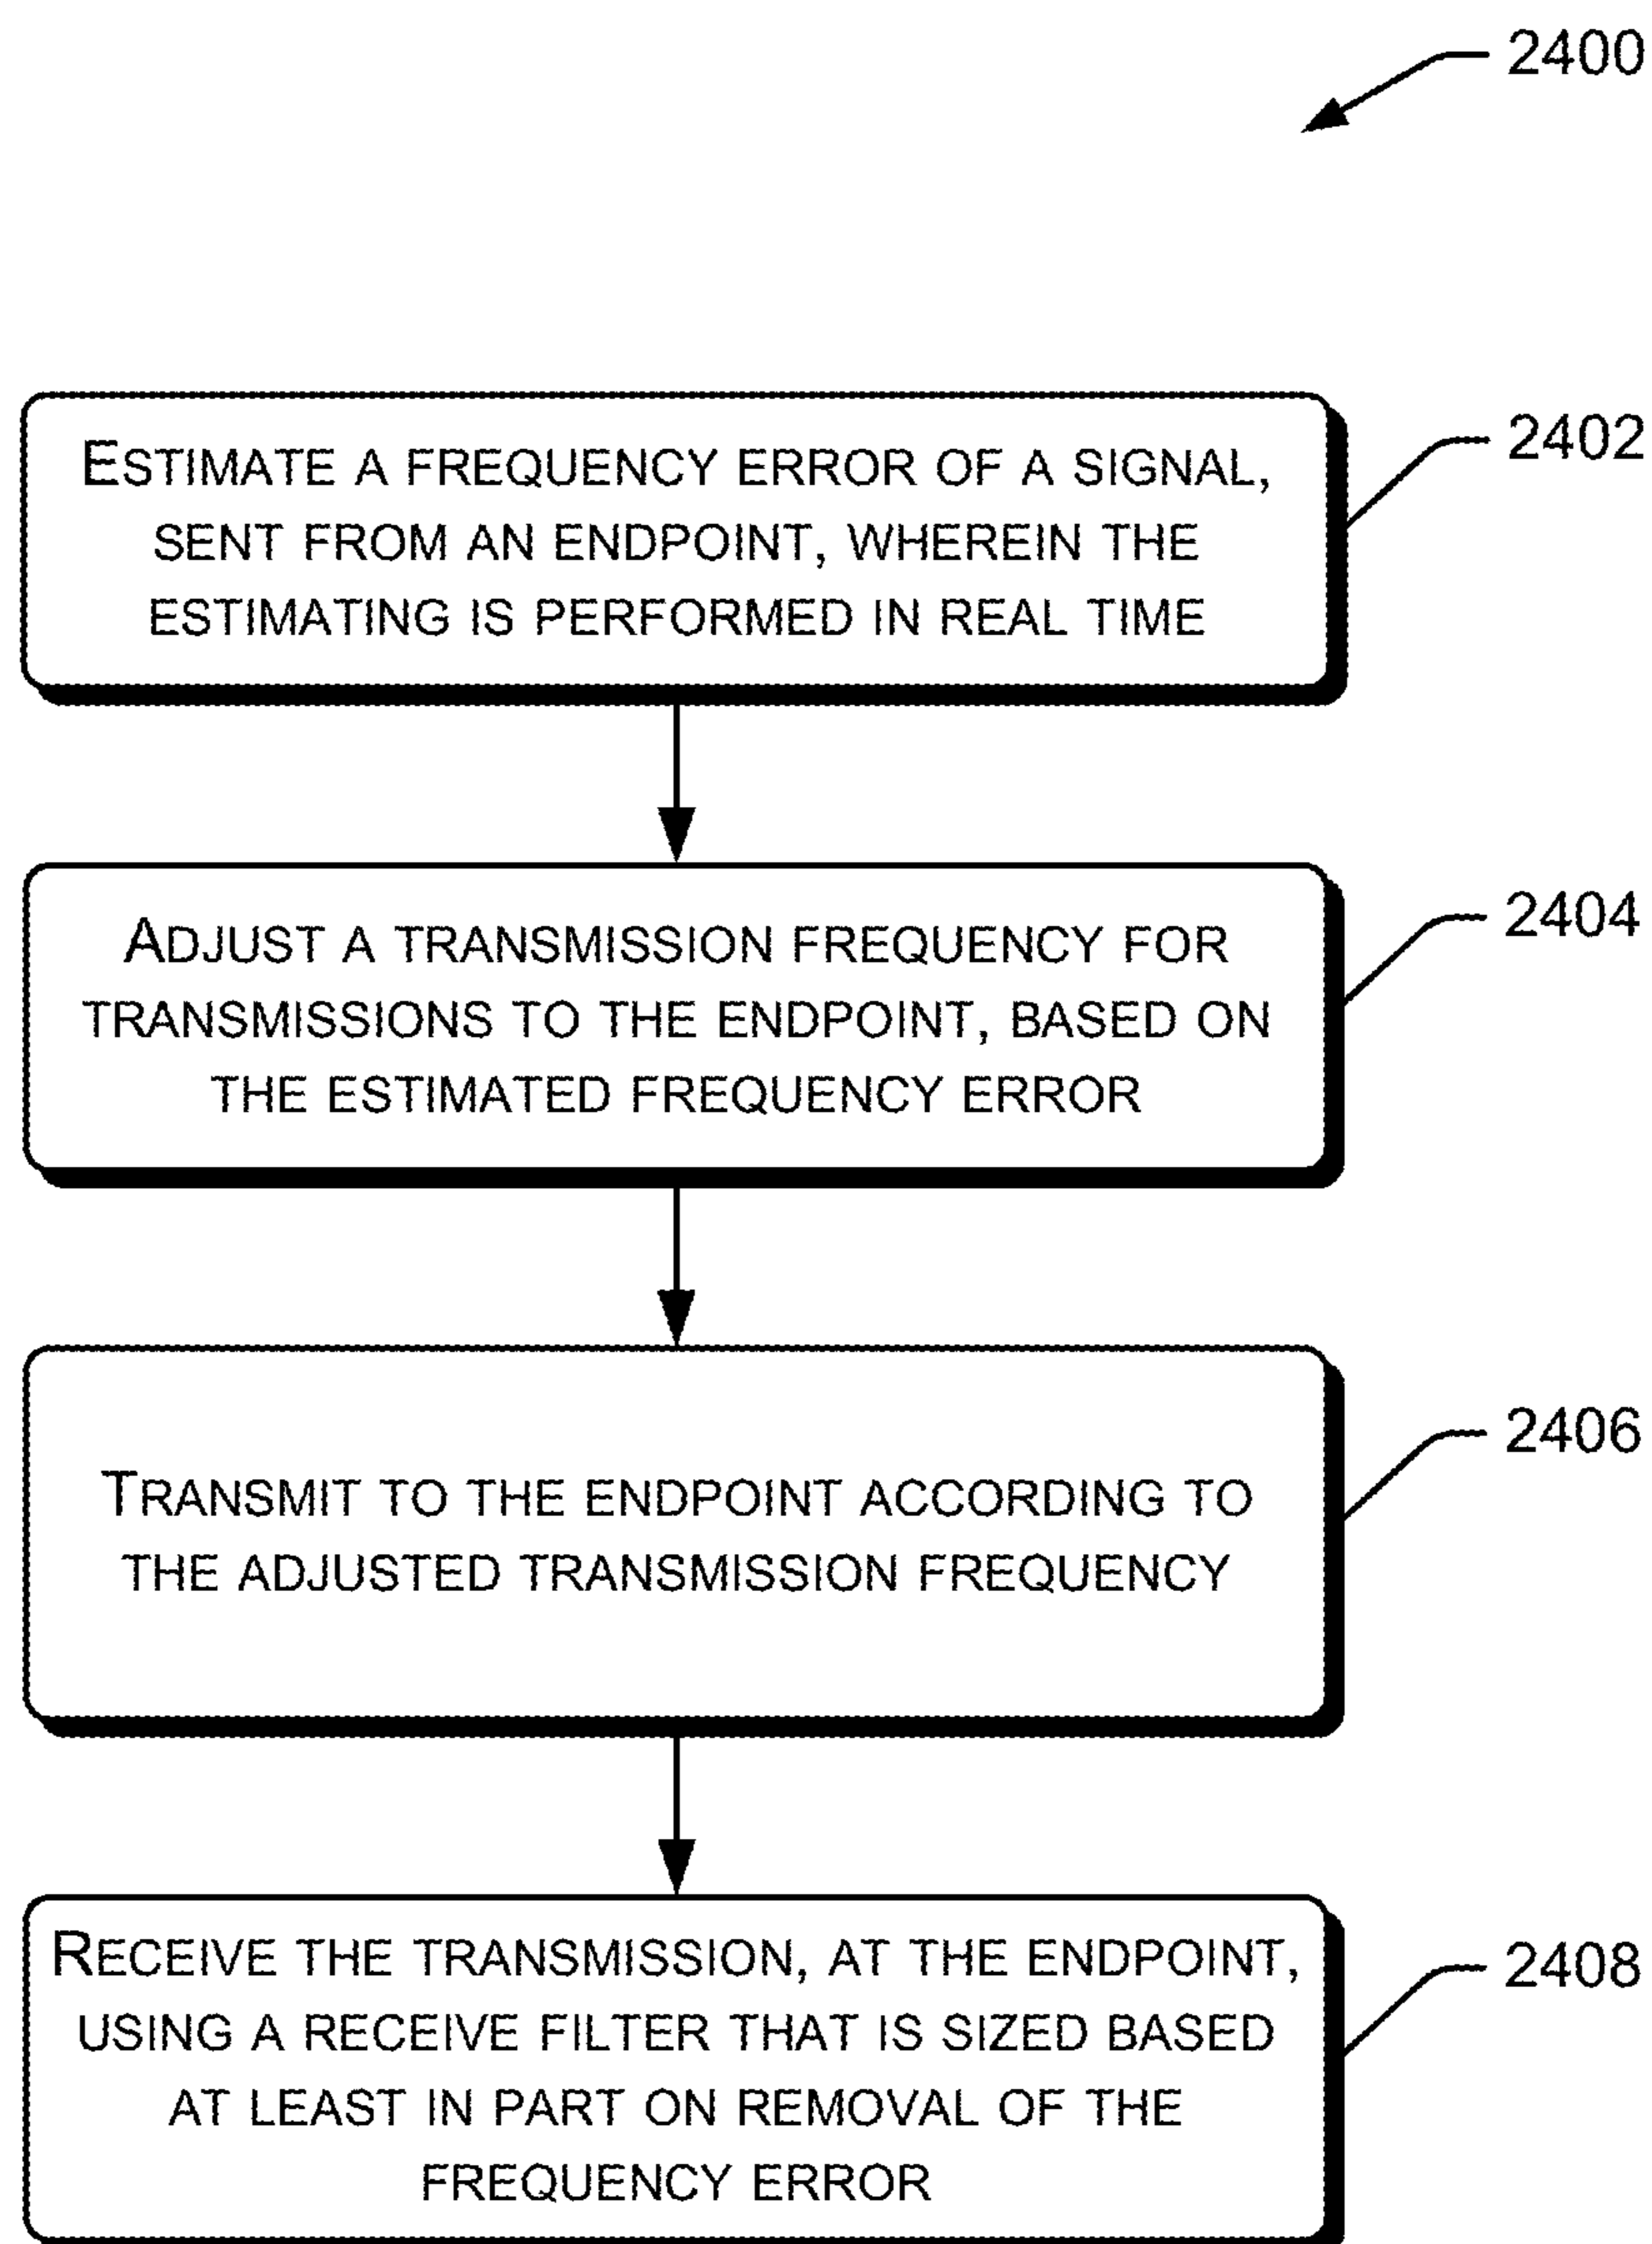 2400
ESTIMATE A FREQUENCY ERROR OF A SIGNAL,
SENT FROM AN ENDPOINT, WHEREIN THE
ESTIMATING IS PERFORMED IN REAL TIME
2402
ADJUST A TRANSMISSION FREQUENCY FOR
TRANSMISSIONS TO THE ENDPOINT, BASED ON
THE ESTIMATED FREQUENCY ERROR
2404
TRANSMIT TO THE ENDPOINT ACCORDING TO
THE ADJUSTED TRANSMISSION FREQUENCY
2406
RECEIVE THE TRANSMISSION, AT THE ENDPOINT,
USING A RECEIVE FILTER THAT IS SIZED BASED
AT LEAST IN PART ON REMOVAL OF THE
FREQUENCY ERROR
2408